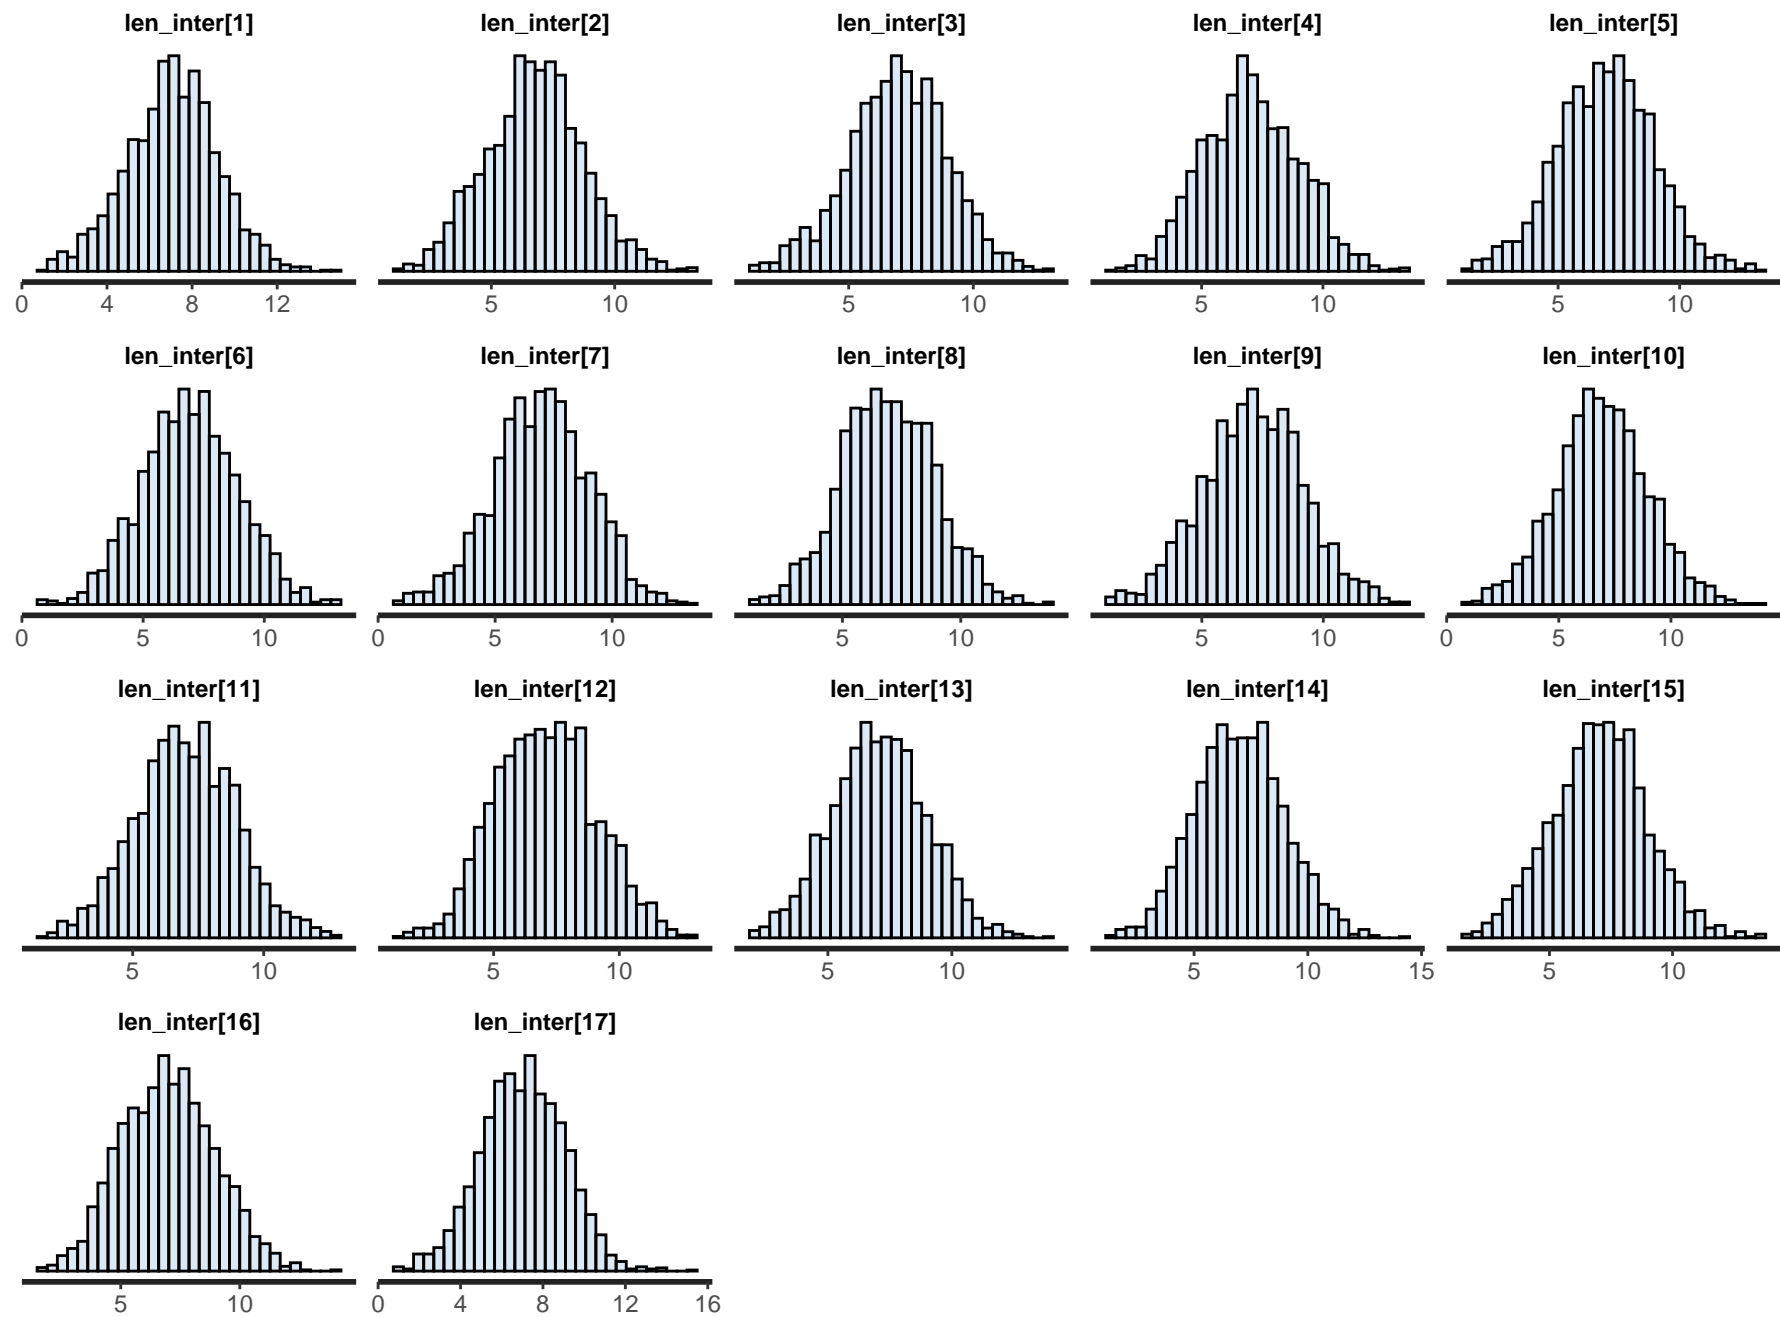 len_inter[1] len_inter[2] len_inter[3] len_inter[4] len_inter[5]
0 4 8 12 5 10 5 10 5 10 5 10
len_inter[6] len_inter[7] len_inter[8] len_inter[9] len_inter[10]
0 5 10 0 5 10 5 10 5 10 0 5 10
len_inter[11] len_inter[12] len_inter[13] len_inter[14] len_inter[15]
5 10 5 10 5 10 5 10 15 5 10
len_inter[16] len_inter[17]
5 10 0 4 8 12 16